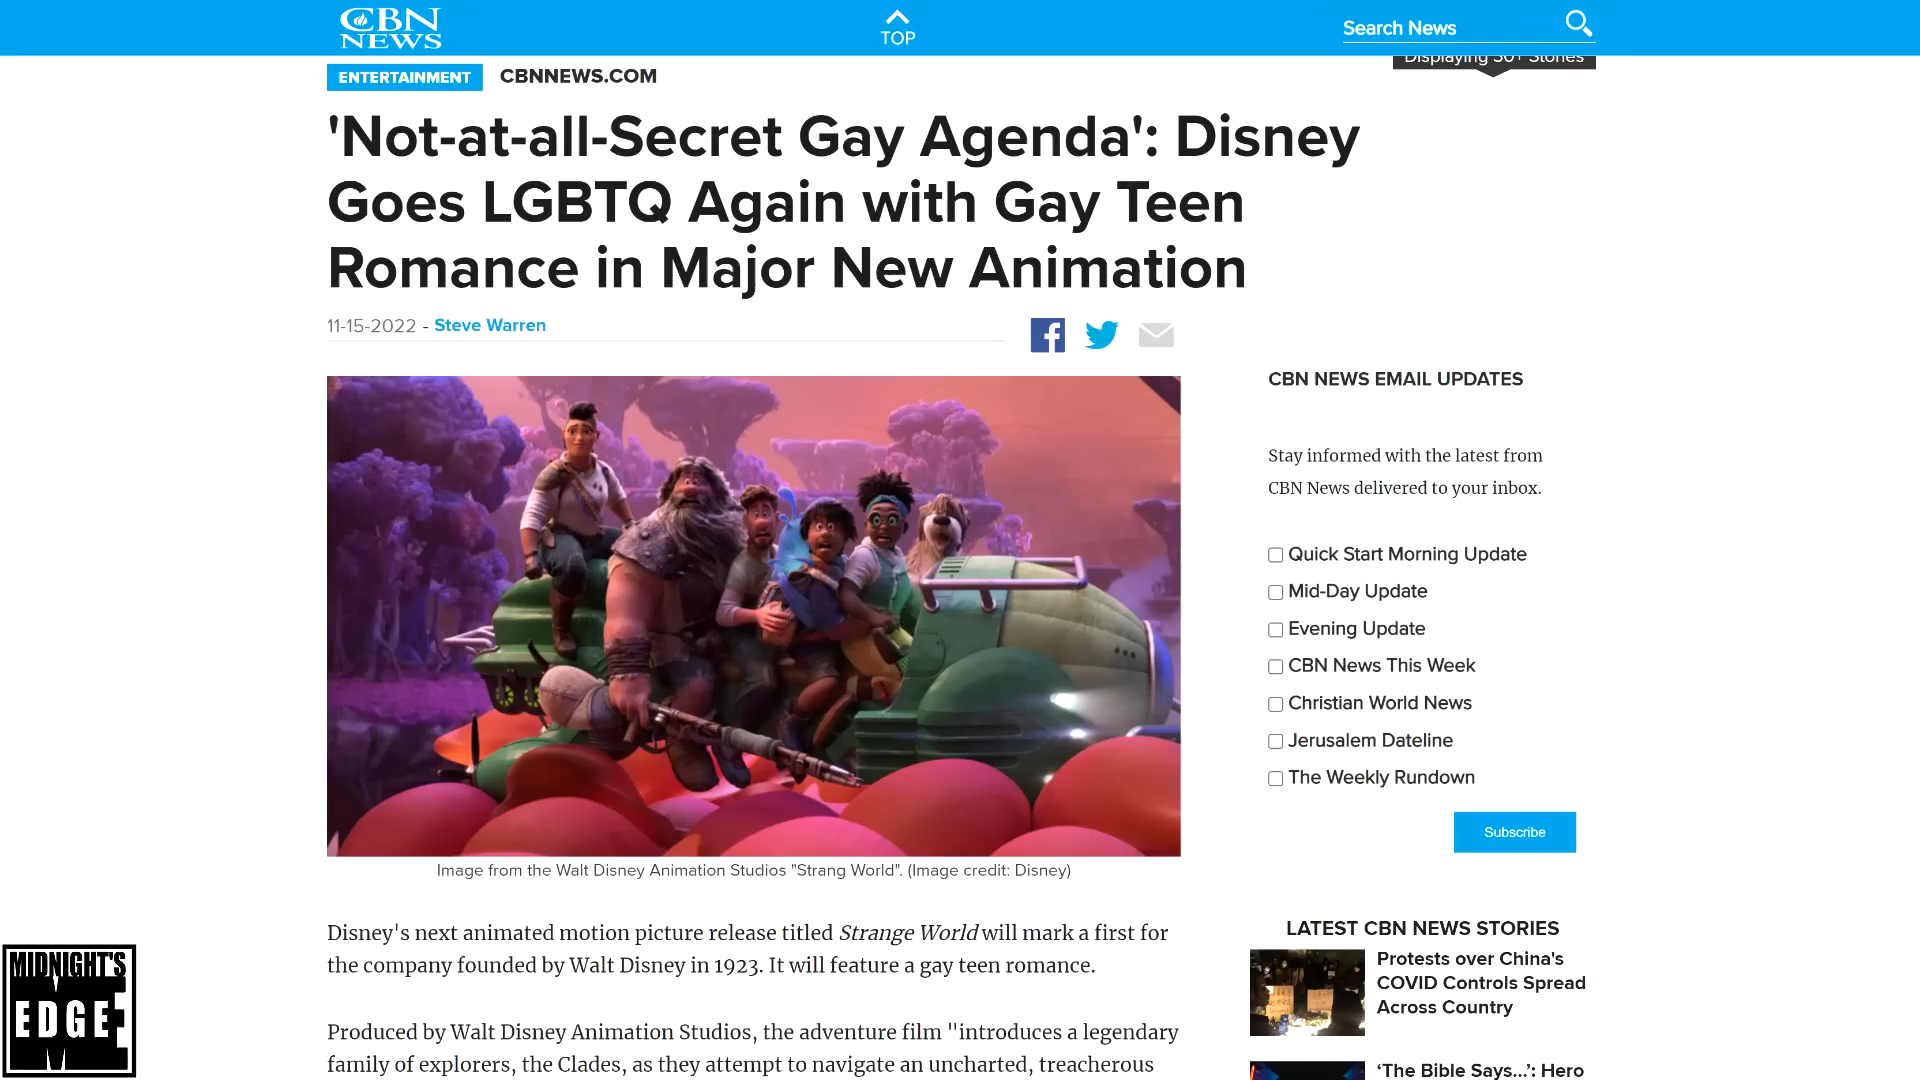 CBN
NEWS
TOP
Search News
Displaying 30+ Stories
ENTERTAINMENT
CBNNEWS.COM
'Not-at-all-Secret Gay Agenda': Disney
Goes LGBTQ Again with Gay Teen
Romance in Major New Animation
11-15-2022 - Steve Warren
Image from the Walt Disney Animation Studios "Strang World". (Image credit: Disney)
Disney's next animated motion picture release titled Strange World will mark a first for
the company founded by Walt Disney in 1923. It will feature a gay teen romance.
Produced by Walt Disney Animation Studios, the adventure film "introduces a legendary
family of explorers, the Clades, as they attempt to navigate an uncharted, treacherous
CBN NEWS EMAIL UPDATES
Stay informed with the latest from
CBN News delivered to your inbox.
Quick Start Morning Update
Mid-Day Update
Evening Update
CBN News This Week
Christian World News
Jerusalem Dateline
The Weekly Rundown
Subscribe
LATEST CBN NEWS STORIES
Protests over China's
COVID Controls Spread
Across Country
‘The Bible Says...’: Hero
MIDNIGHT'S
EDGE